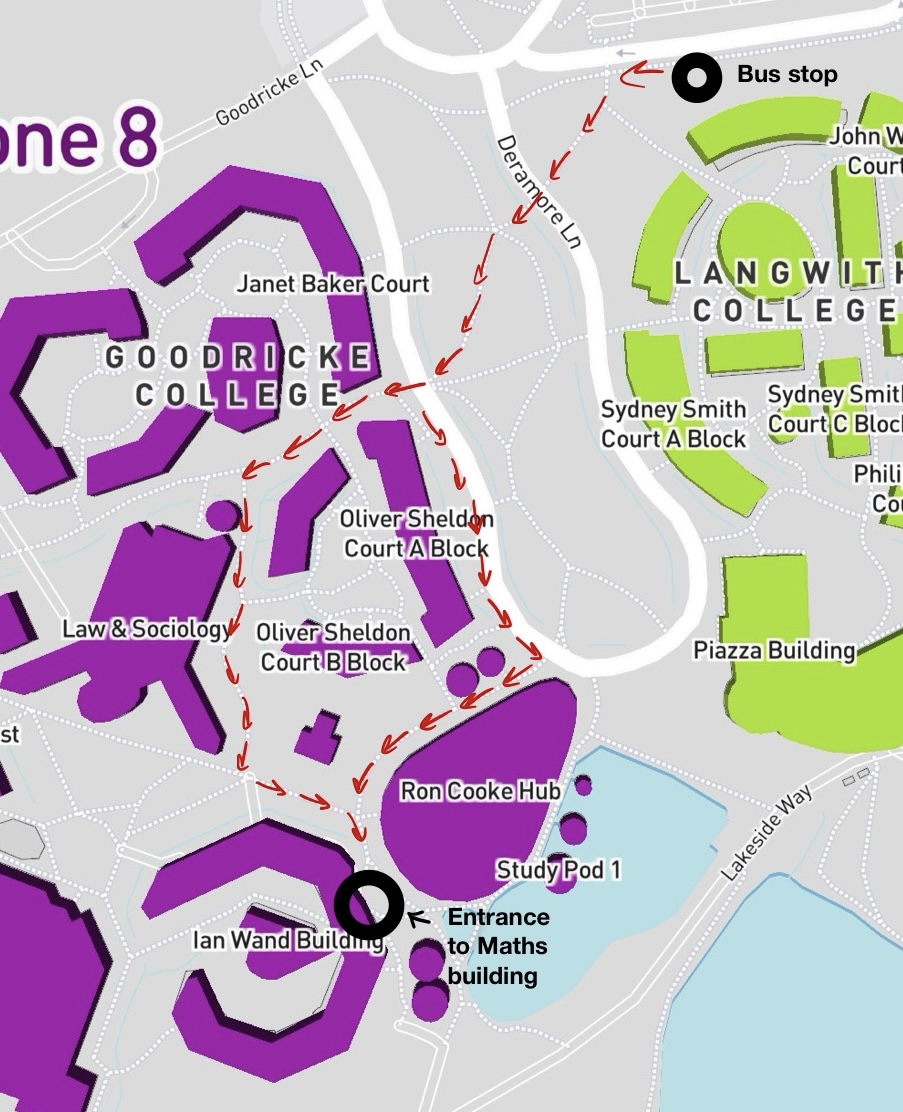 Bus stop
Goodricke Ln
one 8
John W
Court
Deramore Ln
LANGWITH
COLLEGE
Janet Baker Court
GOODRICKE
COLLEGE
Sydney Smith
Court A Block
Sydney Smith
Court C Block
Phili
Cou
Oliver Sheldon
Court A Block
Law & Sociology
Oliver Sheldon
Court B Block
Piazza Building
st
Ron Cooke Hub
Lakeside Way
Study Pod 1
Entrance
to Maths
building
Ian Wand Building